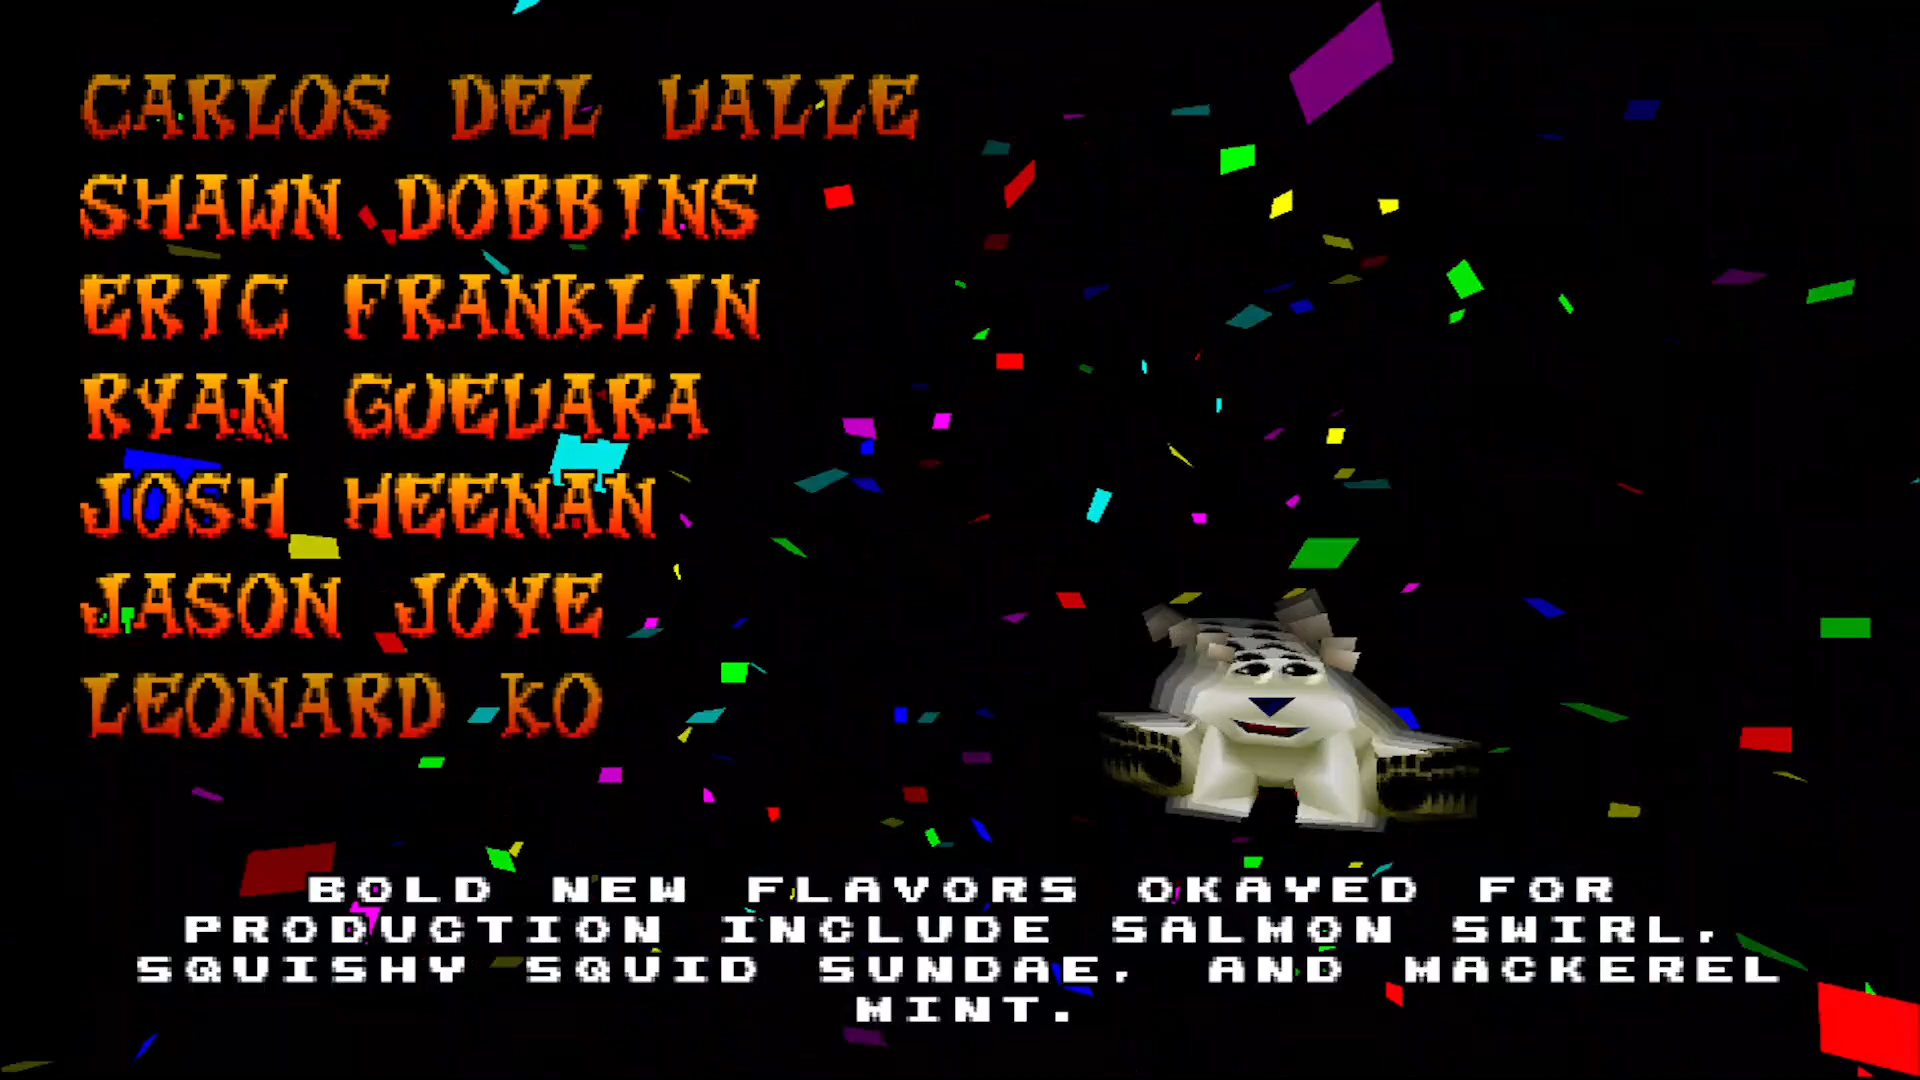 CARLOS DEL VALLE
SHAWN DOBBINS
ERIC FRANKLIN
RYAN GUEVARA
JOSH HEENAN
JASON JOYE
LEONARD KO
BOLD NEW FLAVORS OKAYED FOR
PRODUCTION INCLUDE SALMON SWIRL,
SQUISHY SQUID SUNDAE, AND MACKEREL
MINT.